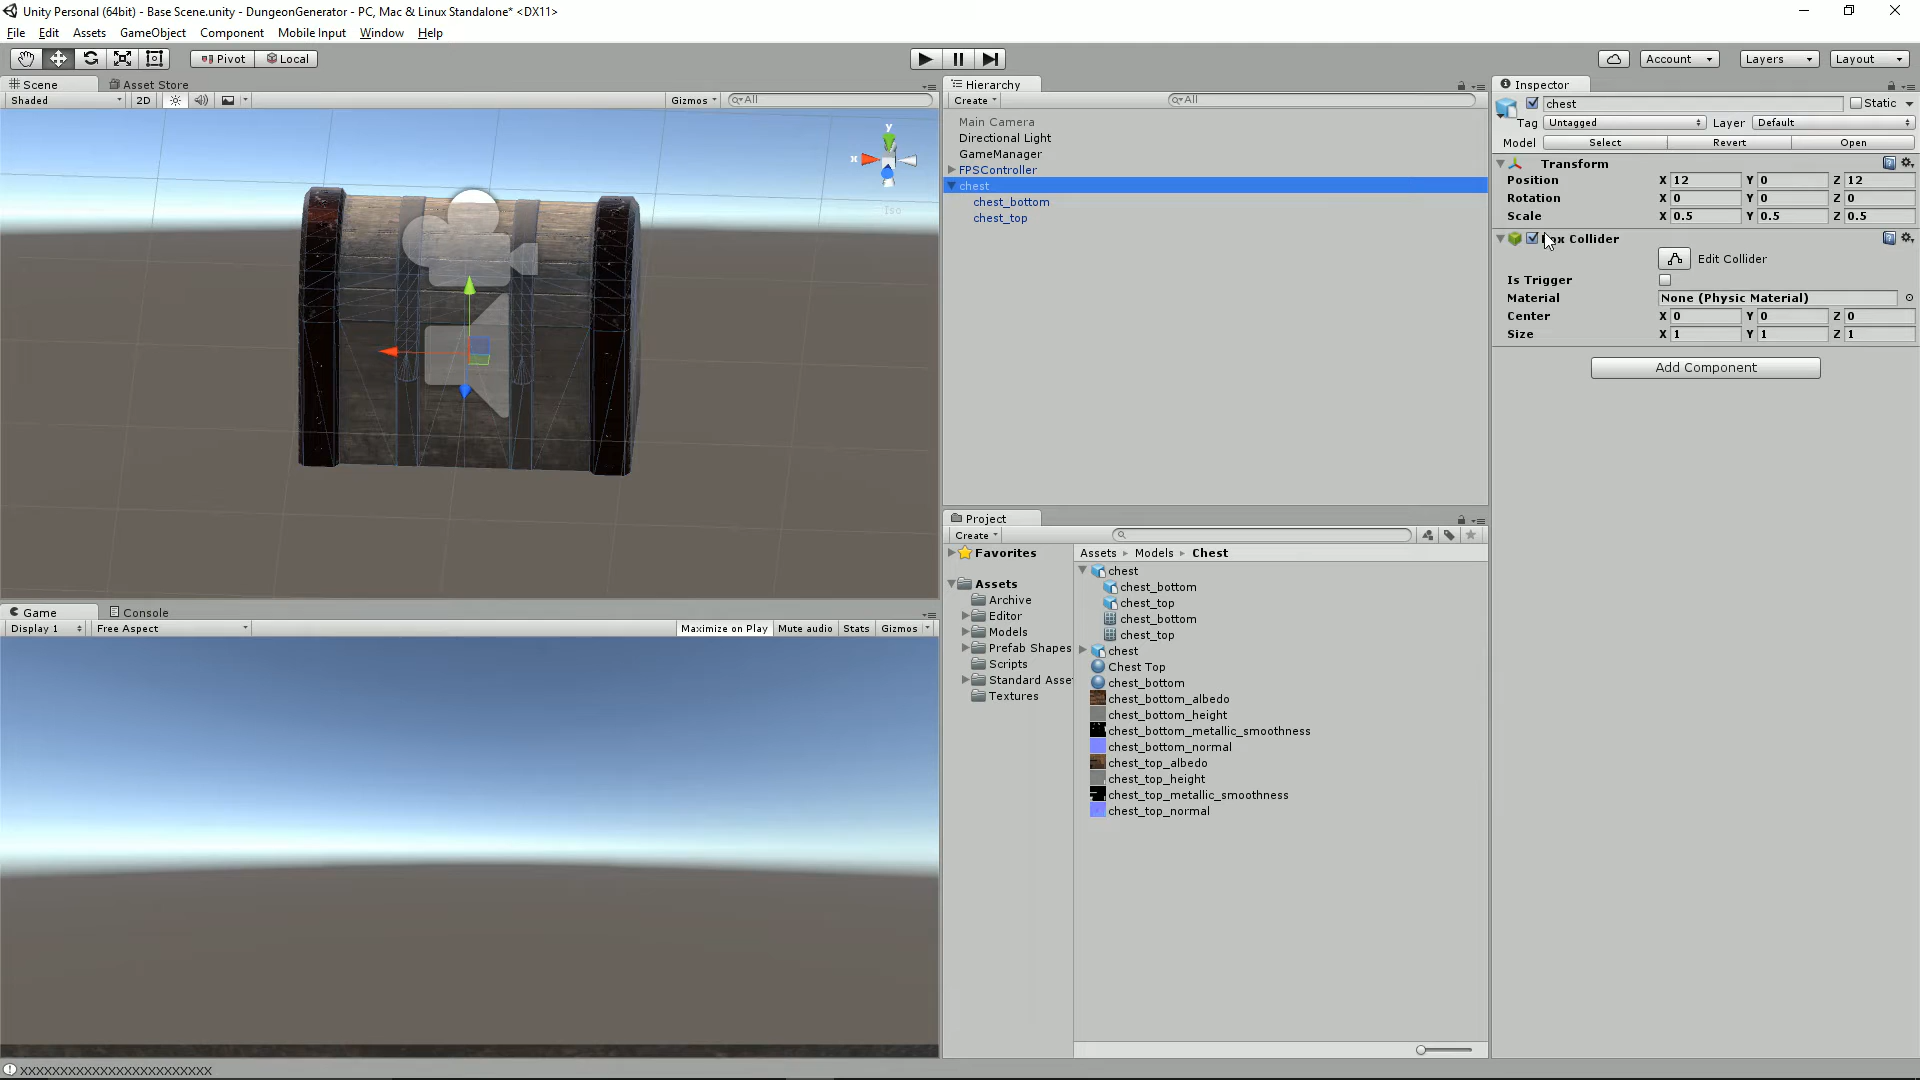 Unity Personal (64bit) - Base Scene.unity - DungeonGenerator - PC, Mac & Linux Standalone* <DX11>
File Edit Assets GameObject Component Mobile Input Window Help
Pivot Local Account Layers Layout
Scene Asset Store
Shaded 2D Gizmos All
y
x
Iso
Game Console
Display 1 Free Aspect Maximize on Play Mute audio Stats Gizmos
Hierarchy
Create All
Main Camera
Directional Light
GameManager
FPSController
chest
chest_bottom
chest_top
Project
Create
Favorites
Assets
Archive
Editor
Models
Prefab Shapes
Scripts
Standard Asse
Textures
Assets Models Chest
chest
chest_bottom
chest_top
chest_bottom
chest_top
chest
Chest Top
chest_bottom
chest_bottom_albedo
chest_bottom_height
chest_bottom_metallic_smoothness
chest_bottom_normal
chest_top_albedo
chest_top_height
chest_top_metallic_smoothness
chest_top_normal
Inspector
chest Static
Tag Untagged Layer Default
Model Select Revert Open
Transform
Position X 12 Y 0 Z 12
Rotation X 0 Y 0 Z 0
Scale X 0.5 Y 0.5 Z 0.5
Box Collider
Edit Collider
Is Trigger
Material None (Physic Material)
Center X 0 Y 0 Z 0
Size X 1 Y 1 Z 1
Add Component
XXXXXXXXXXXXXXXXXXXXXXXX